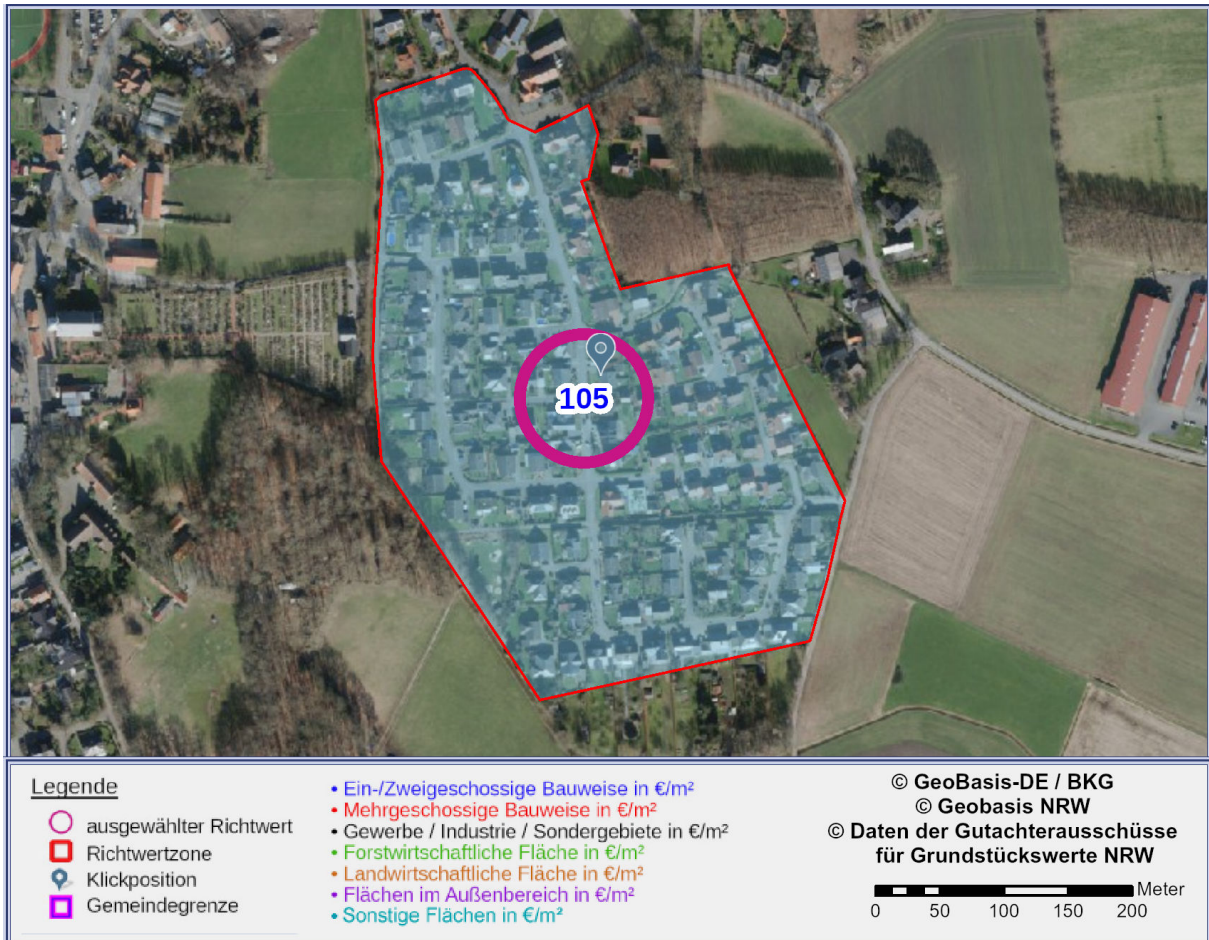 105
Legende
ausgewählter Richtwert
Richtwertzone
Klickposition
Gemeindegrenze
• Ein-/Zweigeschossige Bauweise in €/m²
• Mehrgeschossige Bauweise in €/m²
• Gewerbe / Industrie / Sondergebiete in €/m²
• Forstwirtschaftliche Fläche in €/m²
• Landwirtschaftliche Fläche in €/m²
• Flächen im Außenbereich in €/m²
• Sonstige Flächen in €/m²
© GeoBasis-DE / BKG
© Geobasis NRW
© Daten der Gutachterausschüsse
für Grundstückswerte NRW
Meter
0 50 100 150 200